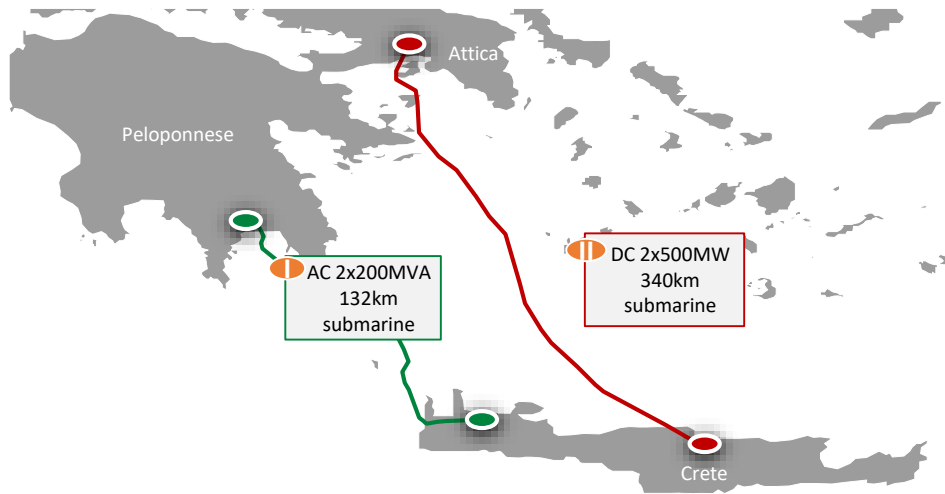 Attica
Peloponnese
I
AC 2x200MVA
132km
submarine
II
DC 2x500MW
340km
submarine
Crete